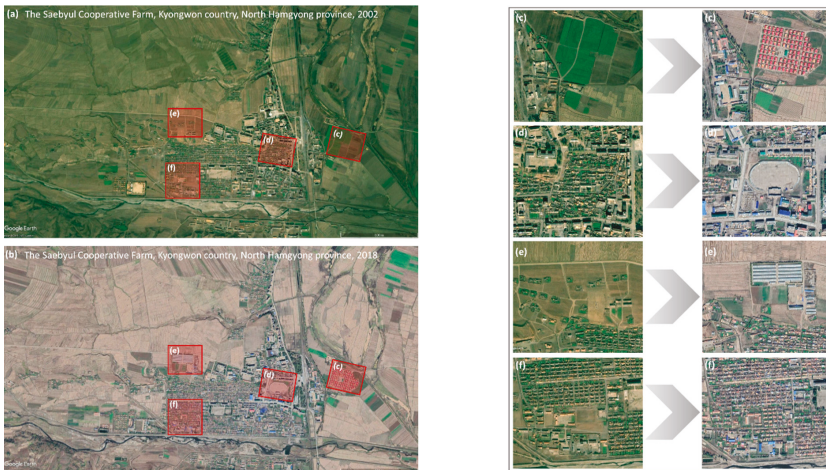 (a) The Saebyul Cooperative Farm, Kyongwon country, North Hamgyong province, 2002
(e)
(d)
(c)
(f)
Google Earth
(b) The Saebyul Cooperative Farm, Kyongwon country, North Hamgyong province, 2018
(e)
(d)
(c)
(f)
Google Earth
(c)
(c)
(d)
(d)
(e)
(e)
(f)
(f)